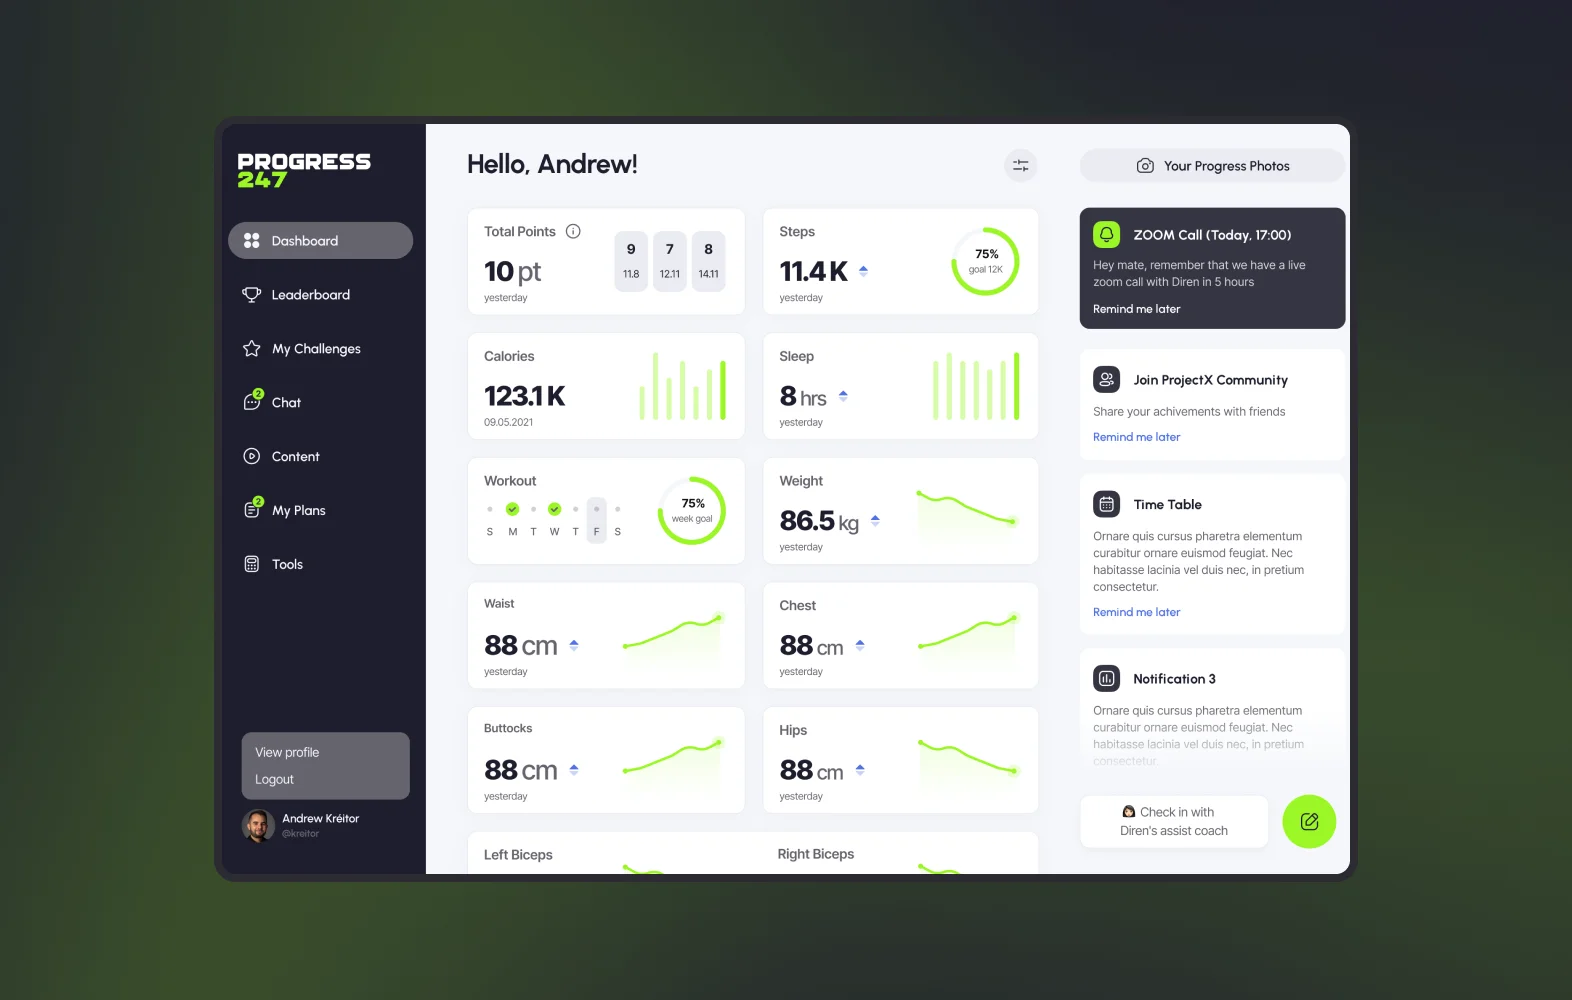 PROGRESS
247
Dashboard
Leaderboard
My Challenges
2
Chat
Content
2
My Plans
Tools
View profile
Logout
Andrew Kréitor
@kreitor
Hello, Andrew!
Total Points
10 pt
yesterday
9 7 8
11.8 12.11 14.11
Steps
11.4 K
yesterday
75%
goal 12K
Calories
123.1 K
09.05.2021
Sleep
8 hrs
yesterday
Workout
S M T W T F S
75%
week goal
Weight
86.5 kg
yesterday
Waist
88 cm
yesterday
Chest
88 cm
yesterday
Buttocks
88 cm
yesterday
Hips
88 cm
yesterday
Left Biceps
Right Biceps
Your Progress Photos
ZOOM Call (Today, 17:00)
Hey mate, remember that we have a live
zoom call with Diren in 5 hours
Remind me later
Join ProjectX Community
Share your achivements with friends
Remind me later
Time Table
Ornare quis cursus pharetra elementum
curabitur ornare euismod feugiat. Nec
habitasse lacinia vel duis nec, in pretium
consectetur.
Remind me later
Notification 3
Ornare quis cursus pharetra elementum
curabitur ornare euismod feugiat. Nec
habitasse lacinia vel duis nec, in pretium
consectetur.
Check in with
Diren's assist coach